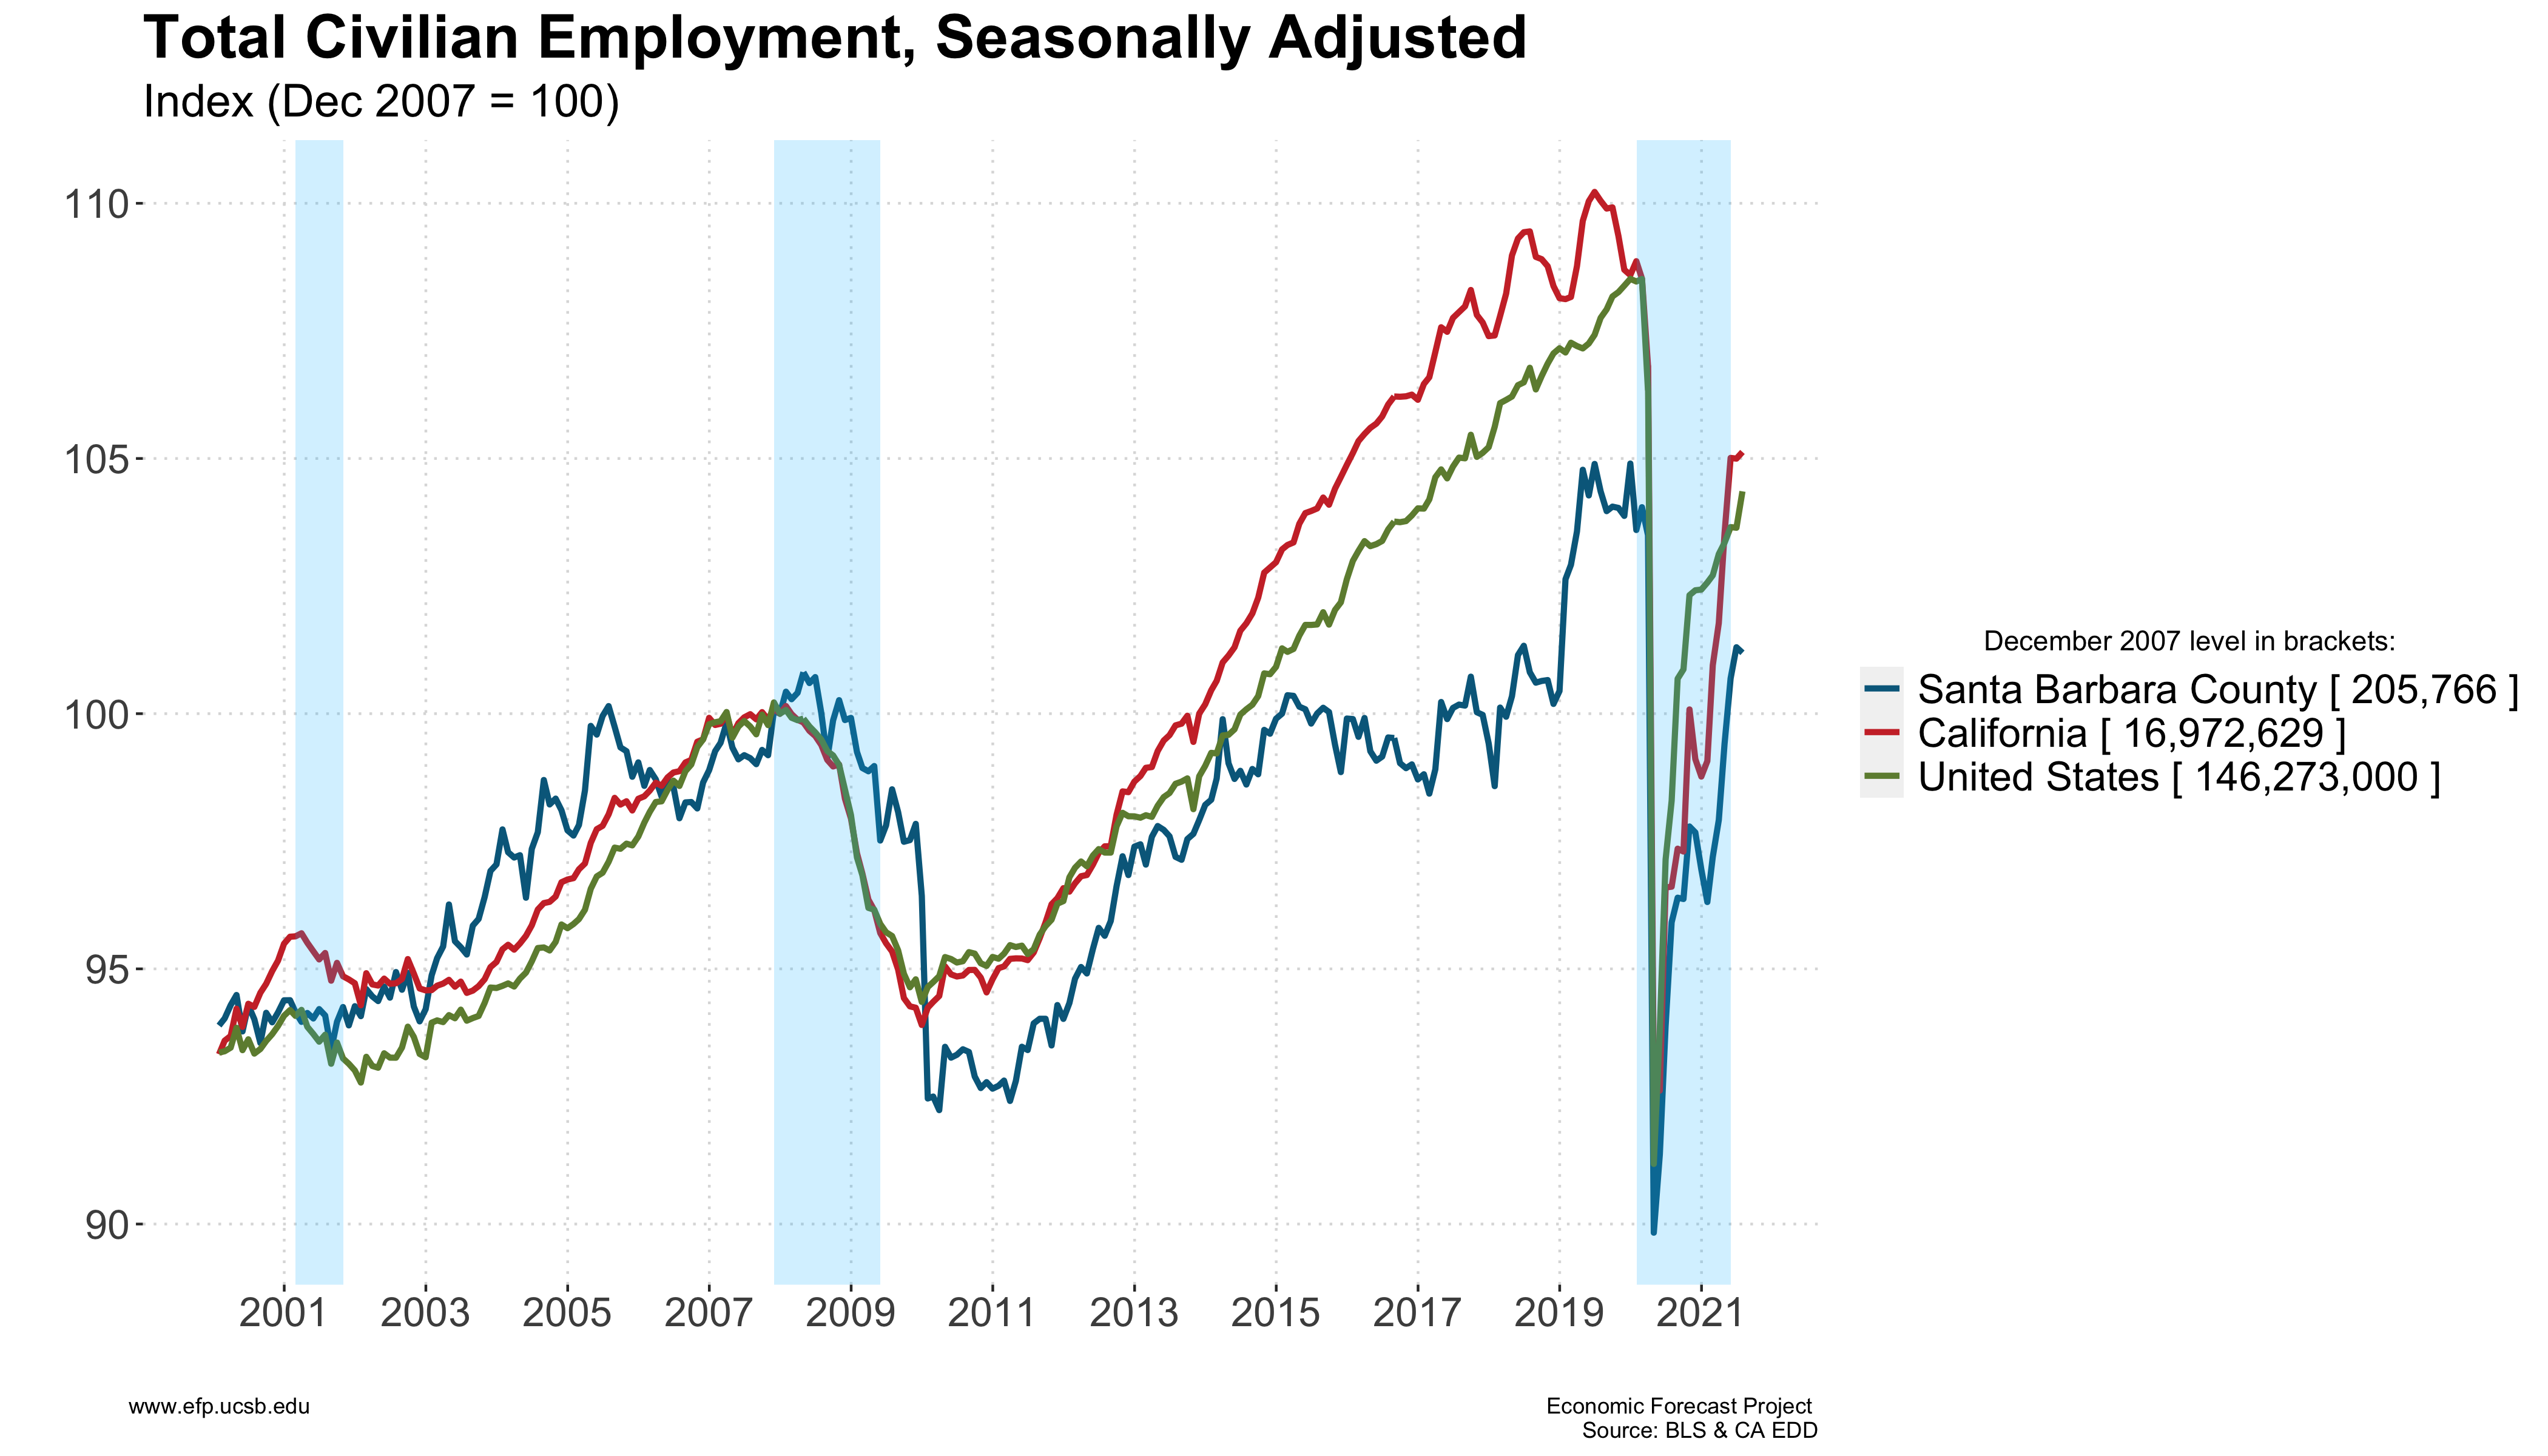 Total Civilian Employment, Seasonally Adjusted
Index (Dec 2007 = 100)
110
105
100
95
90
2001 2003 2005 2007 2009 2011 2013 2015 2017 2019 2021
December 2007 level in brackets:
Santa Barbara County [ 205,766 ]
California [ 16,972,629 ]
United States [ 146,273,000 ]
www.efp.ucsb.edu
Economic Forecast Project
Source: BLS & CA EDD